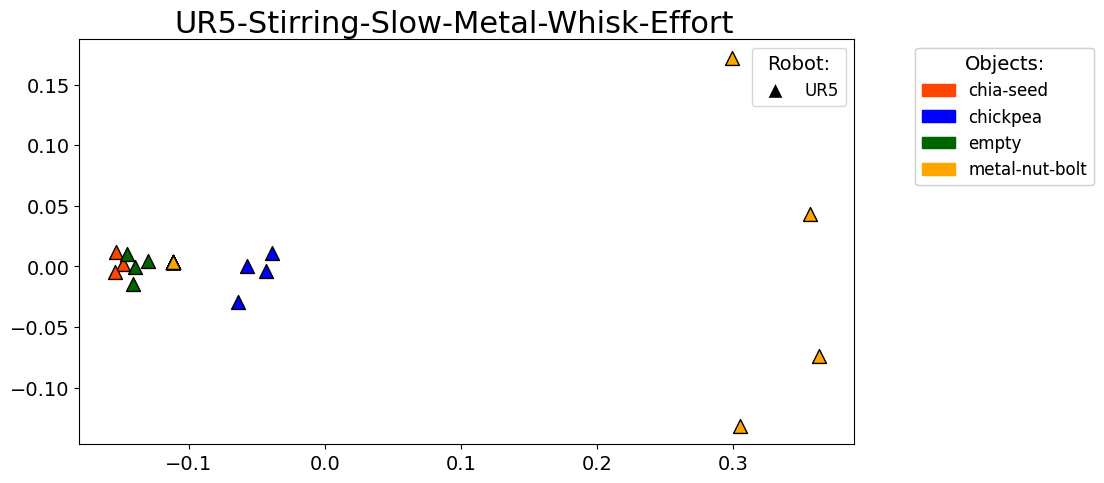 UR5-Stirring-Slow-Metal-Whisk-Effort
Robot:
UR5
Objects:
chia-seed
chickpea
empty
metal-nut-bolt
0.15
0.10
0.05
0.00
−0.05
−0.10
−0.1 0.0 0.1 0.2 0.3